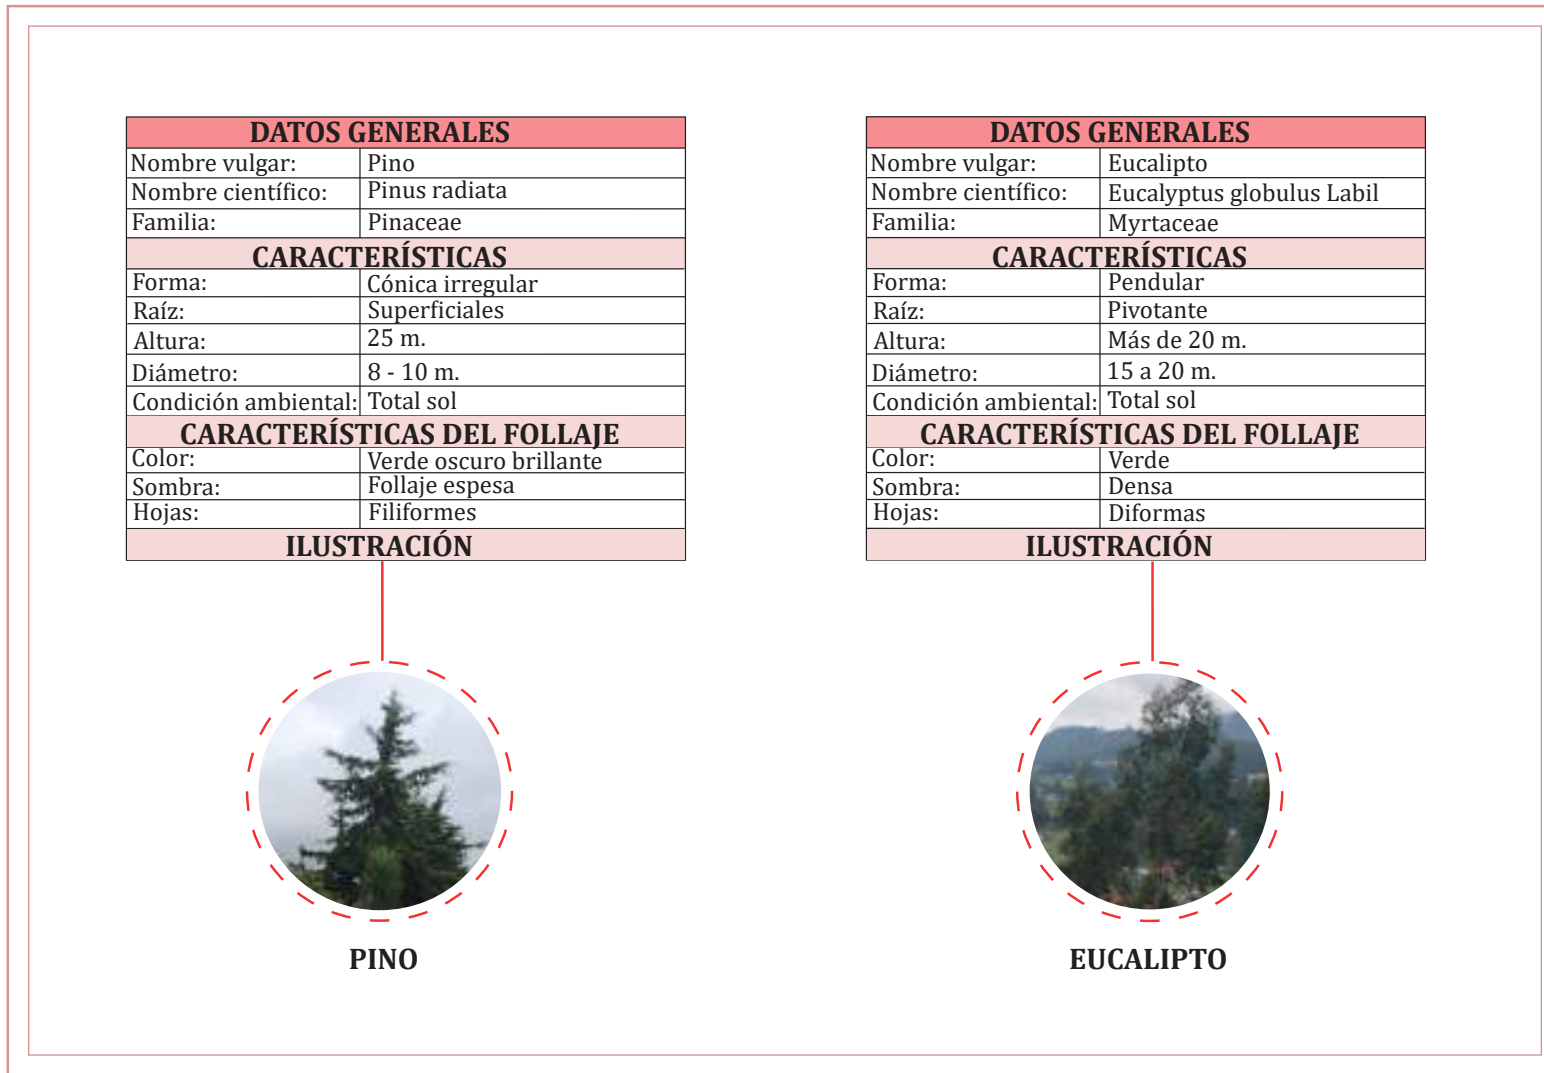 DATOS GENERALES
Nombre vulgar: Pino
Nombre científico: Pinus radiata
Familia: Pinaceae
CARACTERÍSTICAS
Forma: Cónica irregular
Raíz: Superficiales
Altura: 25 m.
Diámetro: 8 - 10 m.
Condición ambiental: Total sol
CARACTERÍSTICAS DEL FOLLAJE
Color: Verde oscuro brillante
Sombra: Follaje espesa
Hojas: Filiformes
ILUSTRACIÓN
PINO
DATOS GENERALES
Nombre vulgar: Eucalipto
Nombre científico: Eucalyptus globulus Labil
Familia: Myrtaceae
CARACTERÍSTICAS
Forma: Pendular
Raíz: Pivotante
Altura: Más de 20 m.
Diámetro: 15 a 20 m.
Condición ambiental: Total sol
CARACTERÍSTICAS DEL FOLLAJE
Color: Verde
Sombra: Densa
Hojas: Diformas
ILUSTRACIÓN
EUCALIPTO